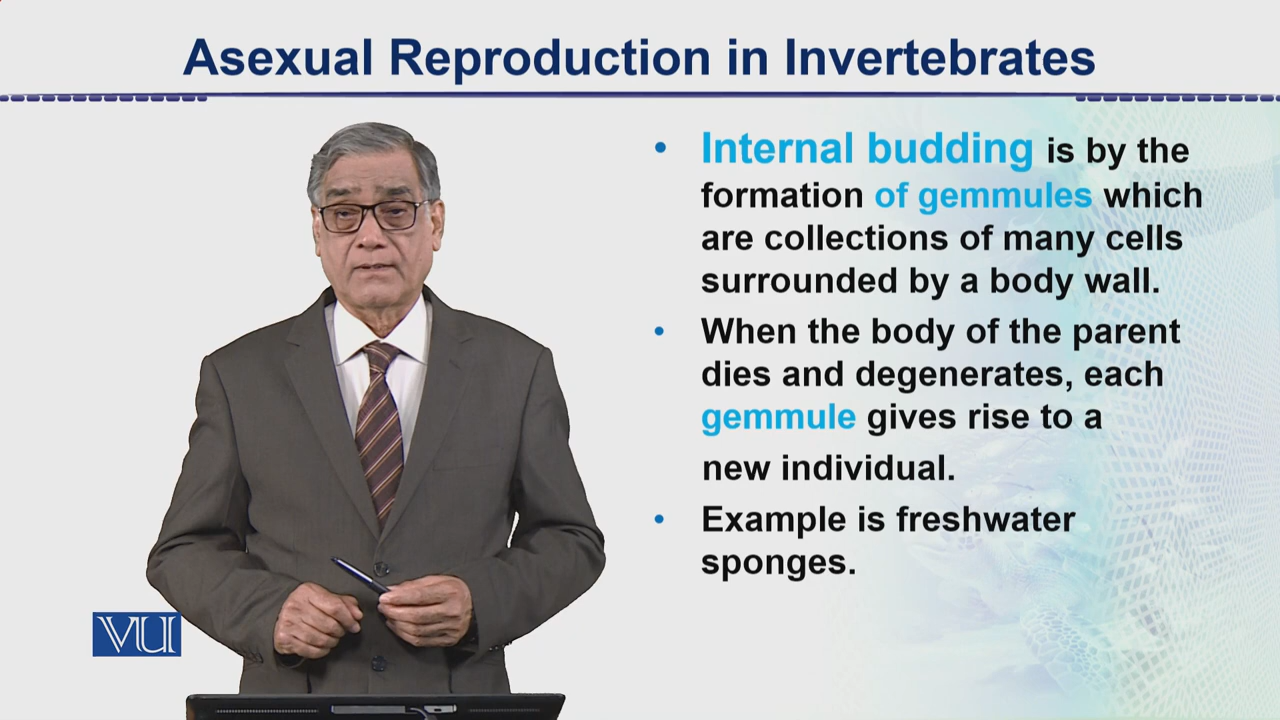 Asexual Reproduction in Invertebrates
• Internal budding is by the
formation of gemmules which
are collections of many cells
surrounded by a body wall.
• When the body of the parent
dies and degenerates, each
gemmule gives rise to a
new individual.
• Example is freshwater
sponges.
VU